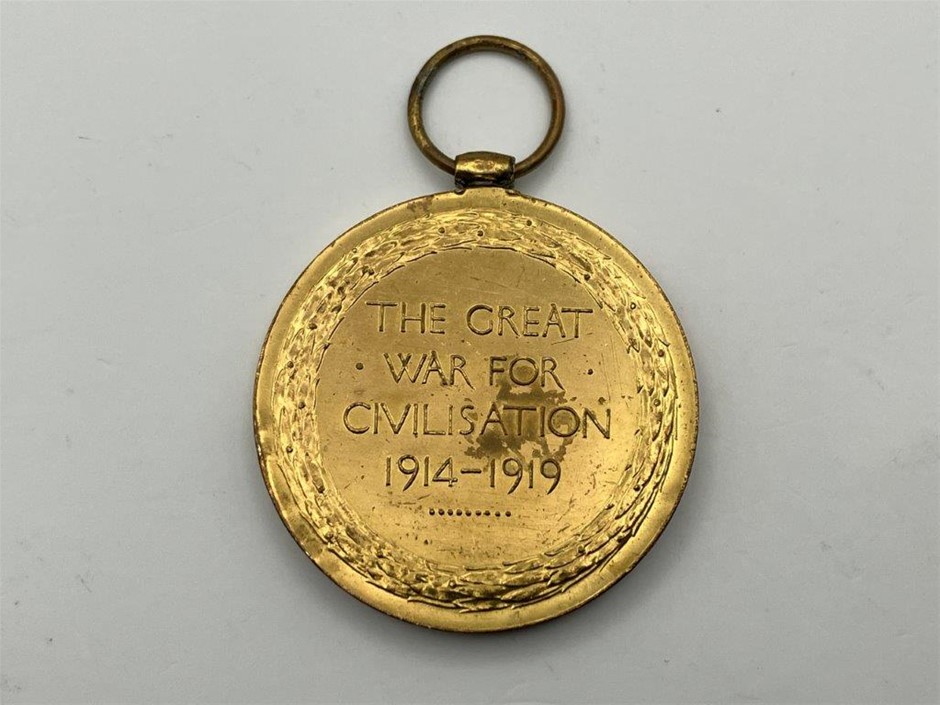 THE GREAT
· WAR FOR ·
CIVILISATION
1914-1919